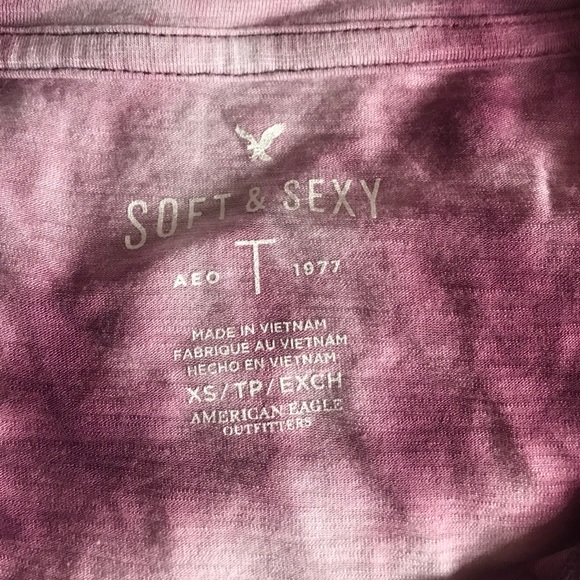 SOFT & SEXY
AEO T 1977
MADE IN VIETNAM
FABRIQUE AU VIETNAM
HECHO EN VIETNAM
XS/TP/EXCH
AMERICAN EAGLE
OUTFITTERS